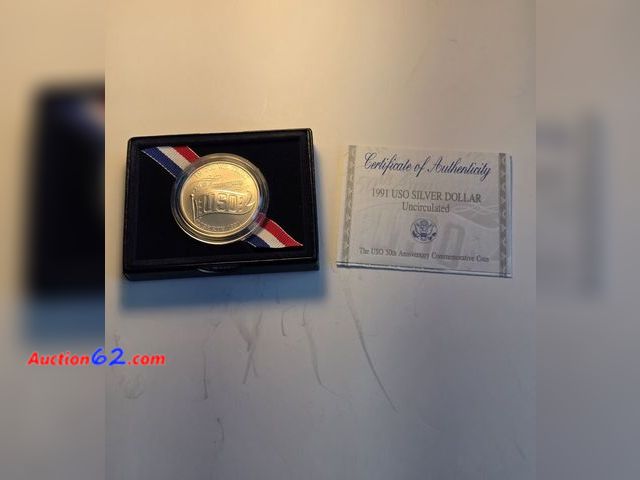 Certificate of Authenticity
1991 USO SILVER DOLLAR
Uncirculated
The USO 50th Anniversary Commemorative Coin
USO
Auction62.com